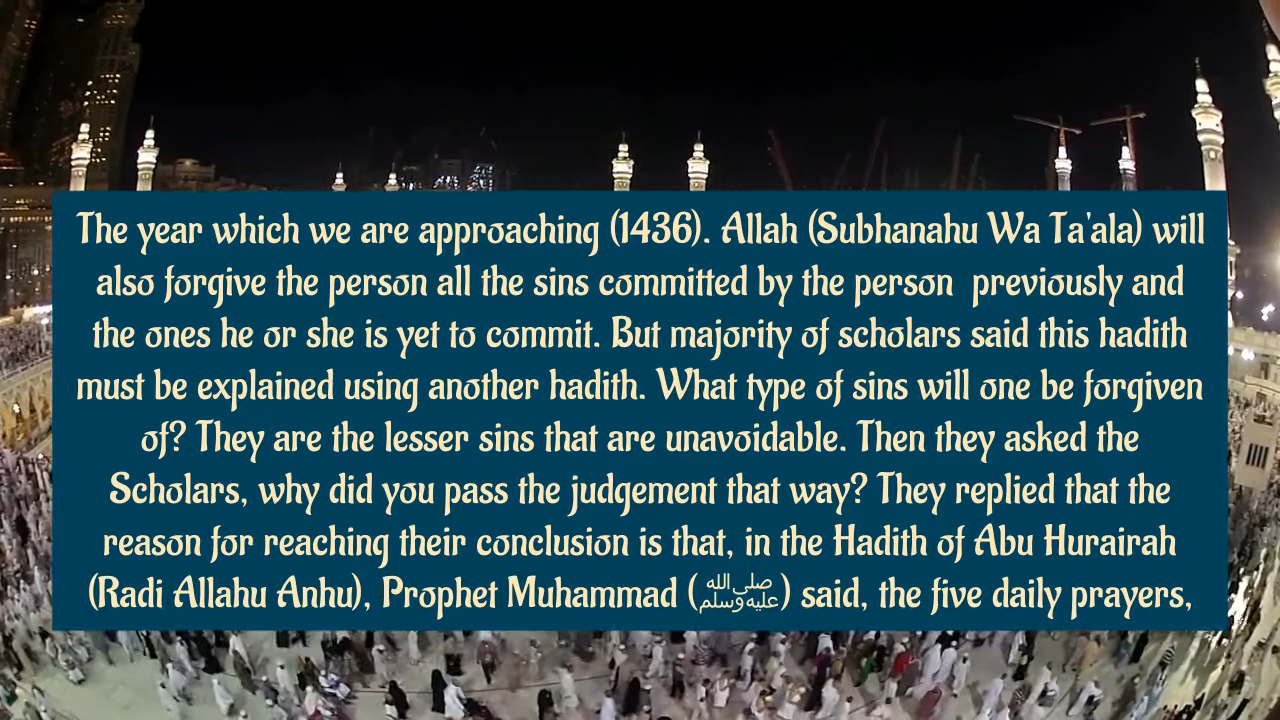 The year which we are approaching (1436). Allah (Subhanahu Wa Ta'ala) will
also forgive the person all the sins committed by the person  previously and
the ones he or she is yet to commit. But majority of scholars said this hadith
must be explained using another hadith. What type of sins will one be forgiven
of? They are the lesser sins that are unavoidable. Then they asked the
Scholars, why did you pass the judgement that way? They replied that the
reason for reaching their conclusion is that, in the Hadith of Abu Hurairah
(Radi Allahu Anhu), Prophet Muhammad (ﷺ) said, the five daily prayers,